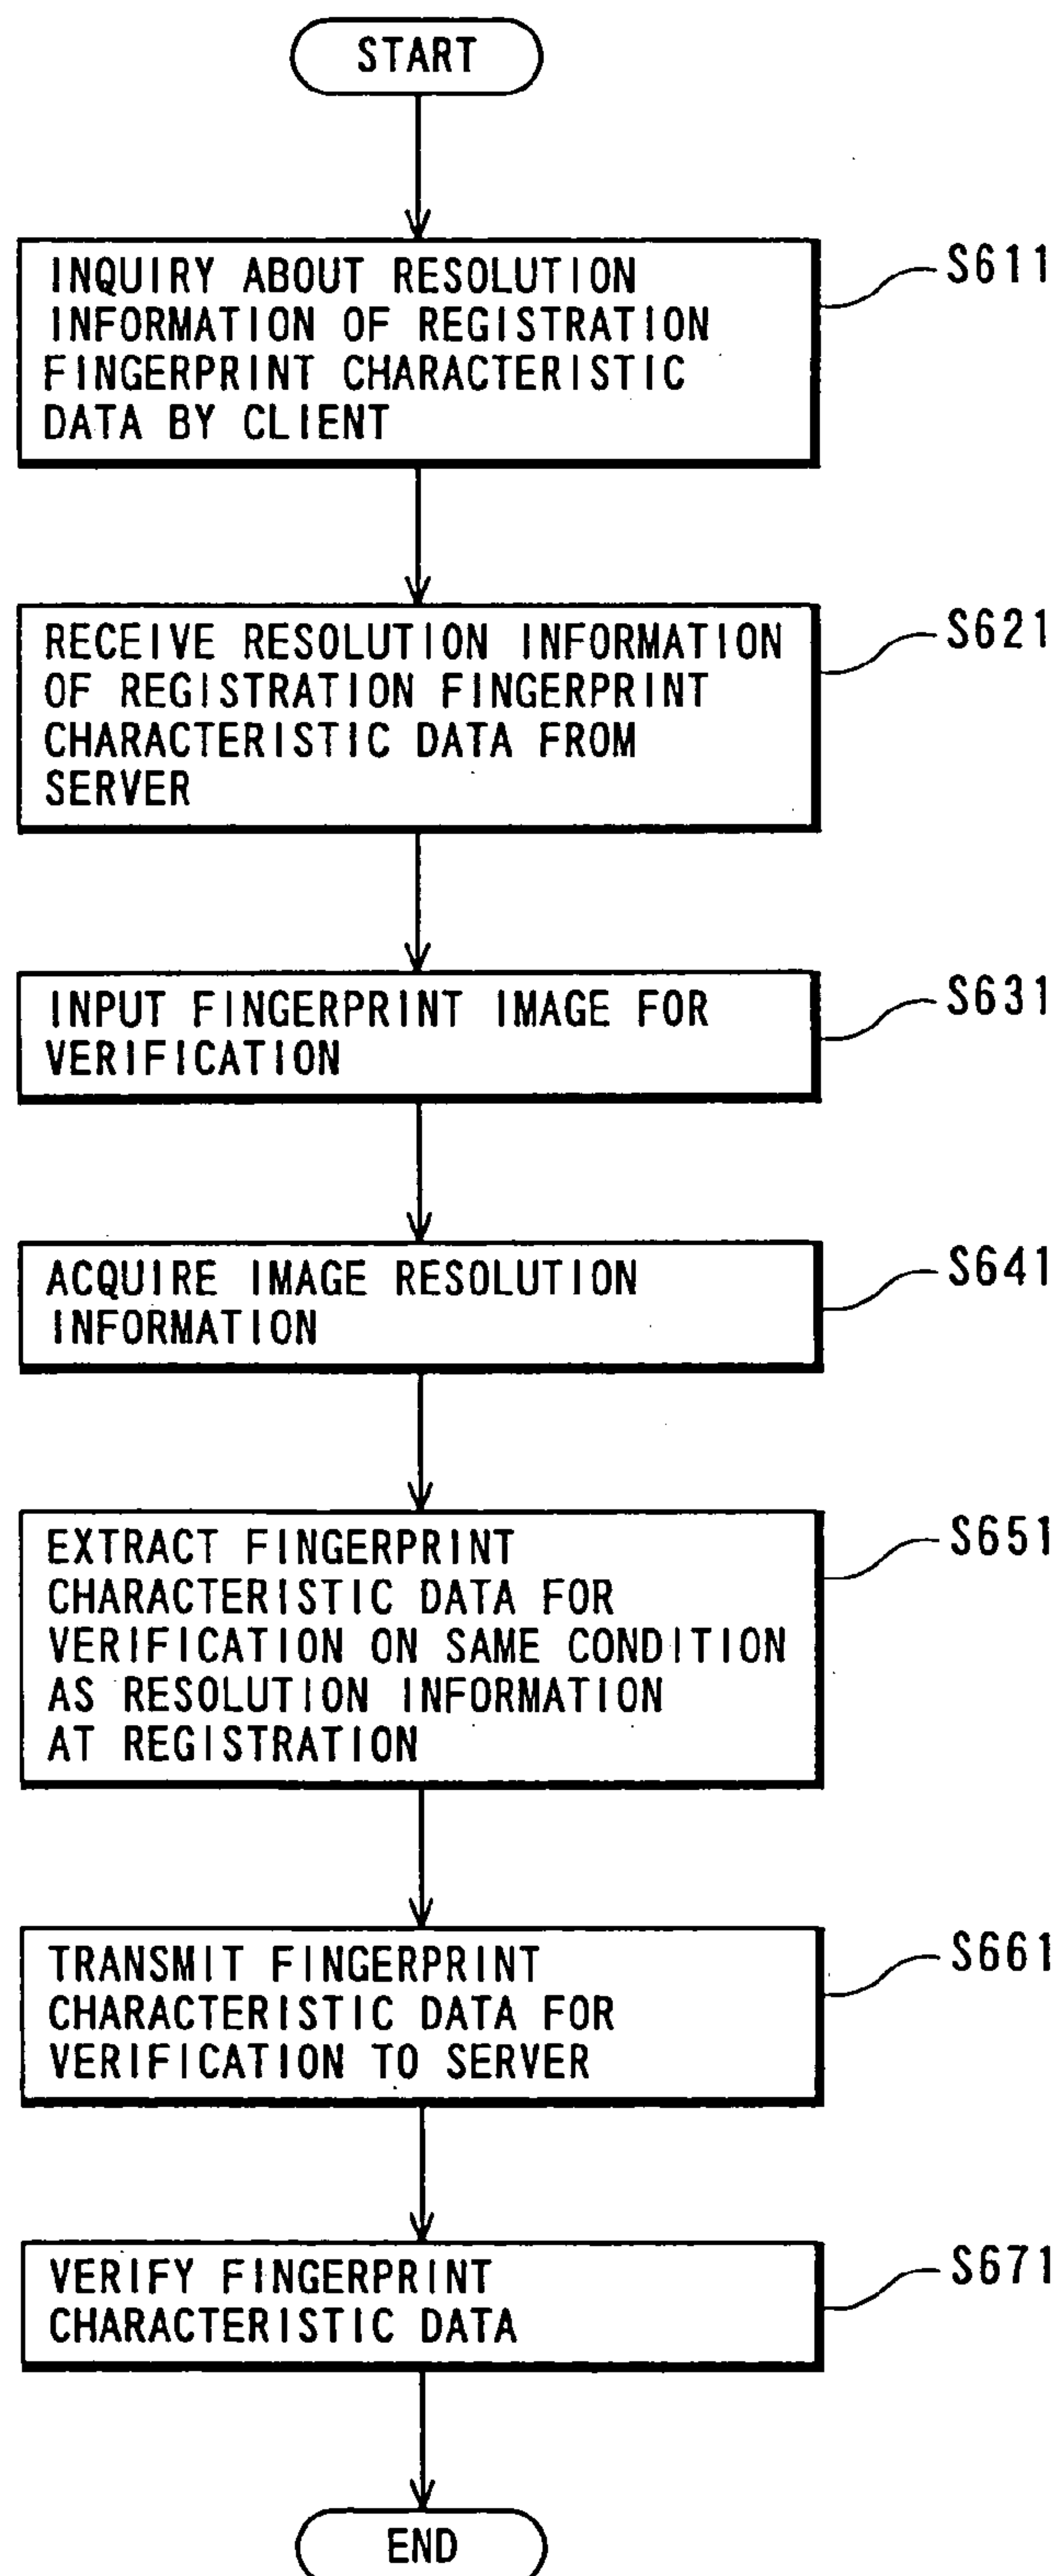 START
INQUIRY ABOUT RESOLUTION
INFORMATION OF REGISTRATION
FINGERPRINT CHARACTERISTIC
DATA BY CLIENT
S611
RECEIVE RESOLUTION INFORMATION
OF REGISTRATION FINGERPRINT
CHARACTERISTIC DATA FROM
SERVER
S621
INPUT FINGERPRINT IMAGE FOR
VERIFICATION
S631
ACQUIRE IMAGE RESOLUTION
INFORMATION
S641
EXTRACT FINGERPRINT
CHARACTERISTIC DATA FOR
VERIFICATION ON SAME CONDITION
AS RESOLUTION INFORMATION
AT REGISTRATION
S651
TRANSMIT FINGERPRINT
CHARACTERISTIC DATA FOR
VERIFICATION TO SERVER
S661
VERIFY FINGERPRINT
CHARACTERISTIC DATA
S671
END